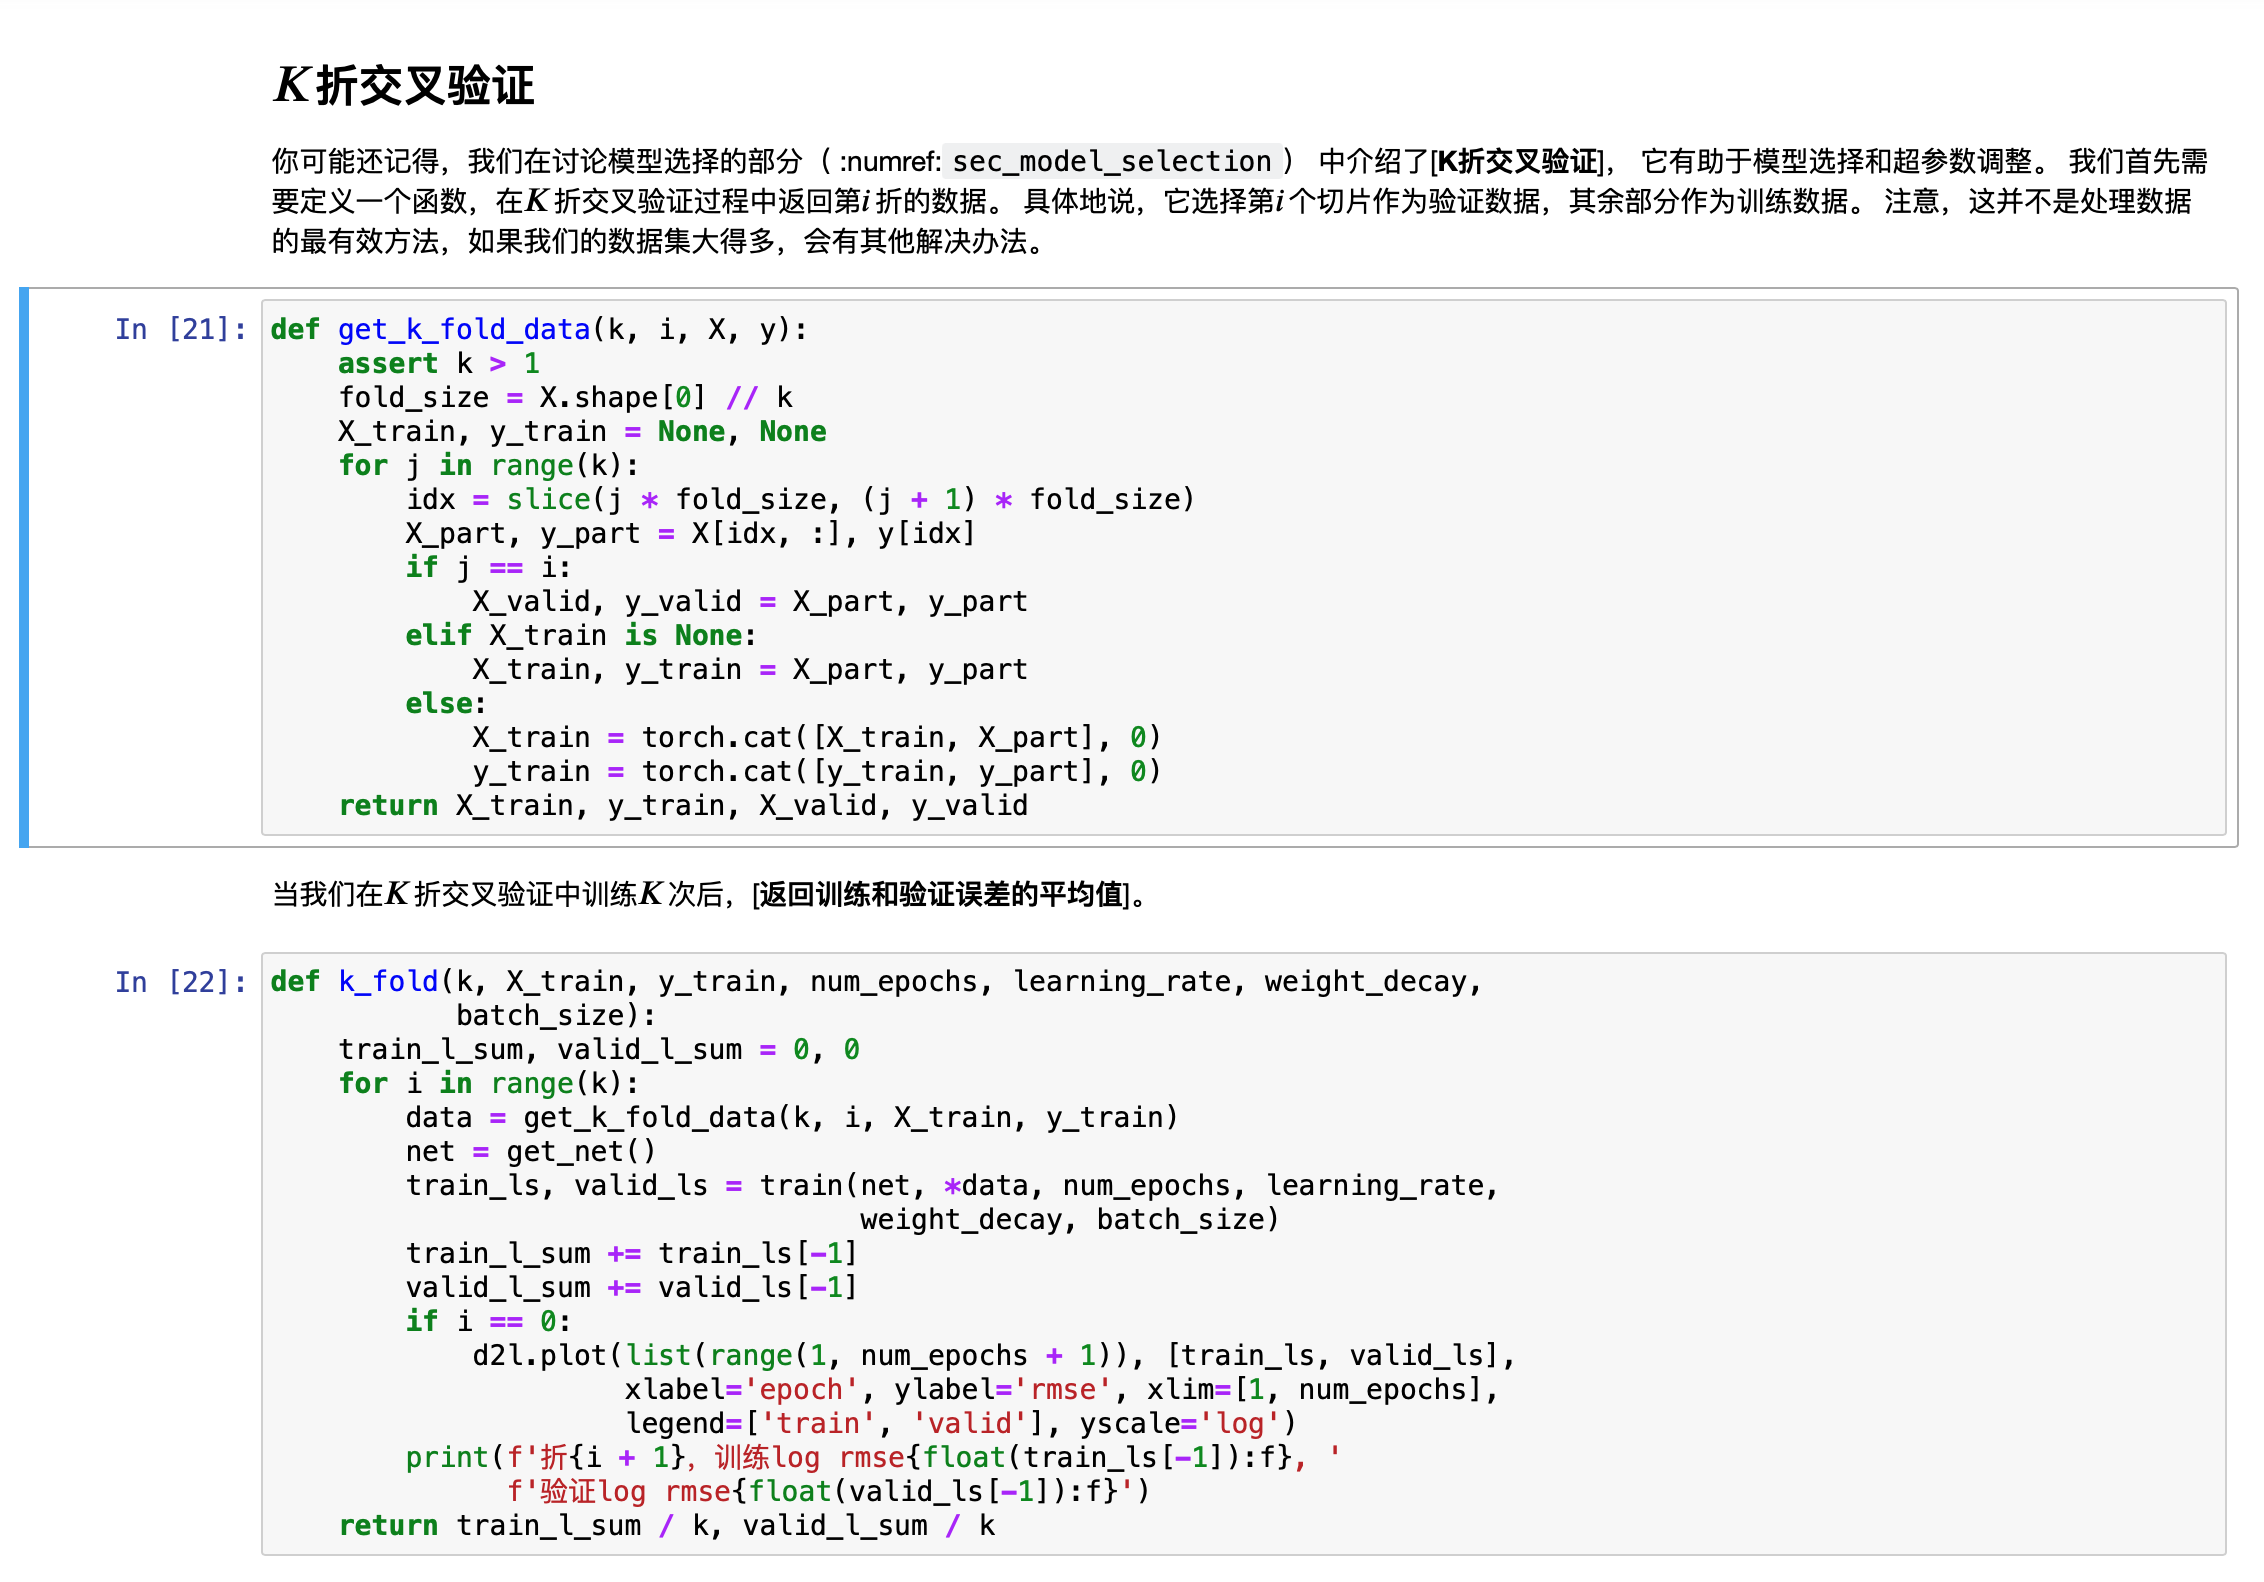 K折交叉验证
你可能还记得，我们在讨论模型选择的部分（ :numref:sec_model_selection） 中介绍了[K折交叉验证]， 它有助于模型选择和超参数调整。 我们首先需
要定义一个函数，在K折交叉验证过程中返回第i折的数据。 具体地说，它选择第i个切片作为验证数据，其余部分作为训练数据。 注意，这并不是处理数据
的最有效方法，如果我们的数据集大得多，会有其他解决办法。
In [21]: def get_k_fold_data(k, i, X, y):
    assert k > 1
    fold_size = X.shape[0] // k
    X_train, y_train = None, None
    for j in range(k):
        idx = slice(j * fold_size, (j + 1) * fold_size)
        X_part, y_part = X[idx, :], y[idx]
        if j == i:
            X_valid, y_valid = X_part, y_part
        elif X_train is None:
            X_train, y_train = X_part, y_part
        else:
            X_train = torch.cat([X_train, X_part], 0)
            y_train = torch.cat([y_train, y_part], 0)
    return X_train, y_train, X_valid, y_valid
当我们在K折交叉验证中训练K次后，[返回训练和验证误差的平均值]。
In [22]: def k_fold(k, X_train, y_train, num_epochs, learning_rate, weight_decay,
           batch_size):
    train_l_sum, valid_l_sum = 0, 0
    for i in range(k):
        data = get_k_fold_data(k, i, X_train, y_train)
        net = get_net()
        train_ls, valid_ls = train(net, *data, num_epochs, learning_rate,
                                   weight_decay, batch_size)
        train_l_sum += train_ls[-1]
        valid_l_sum += valid_ls[-1]
        if i == 0:
            d2l.plot(list(range(1, num_epochs + 1)), [train_ls, valid_ls],
                     xlabel='epoch', ylabel='rmse', xlim=[1, num_epochs],
                     legend=['train', 'valid'], yscale='log')
        print(f'折{i + 1}，训练log rmse{float(train_ls[-1]):f}, '
              f'验证log rmse{float(valid_ls[-1]):f}')
    return train_l_sum / k, valid_l_sum / k